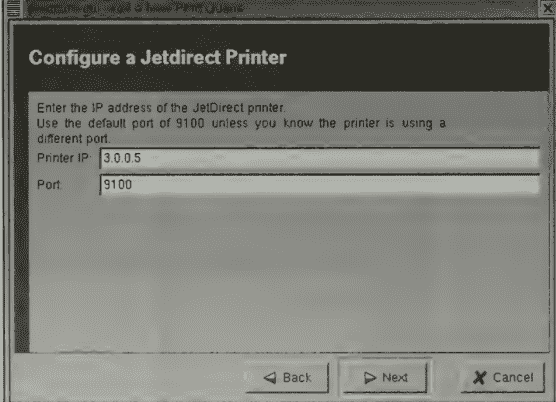 Configure a Jetdirect Printer
Enter the IP address of the JetDirect printer.
Use the default port of 9100 unless you know the printer is using a
different port.
Printer IP: 3.0.0.5
Port: 9100
Back Next Cancel